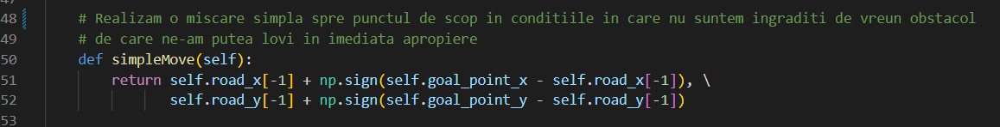 48 # Realizam o miscare simpla spre punctul de scop in conditiile in care nu suntem ingraditi de vreun obstacol
49 # de care ne-am putea lovi in imediata apropiere
50 def simpleMove(self):
51 return self.road_x[-1] + np.sign(self.goal_point_x - self.road_x[-1]), \
52 self.road_y[-1] + np.sign(self.goal_point_y - self.road_y[-1])
53